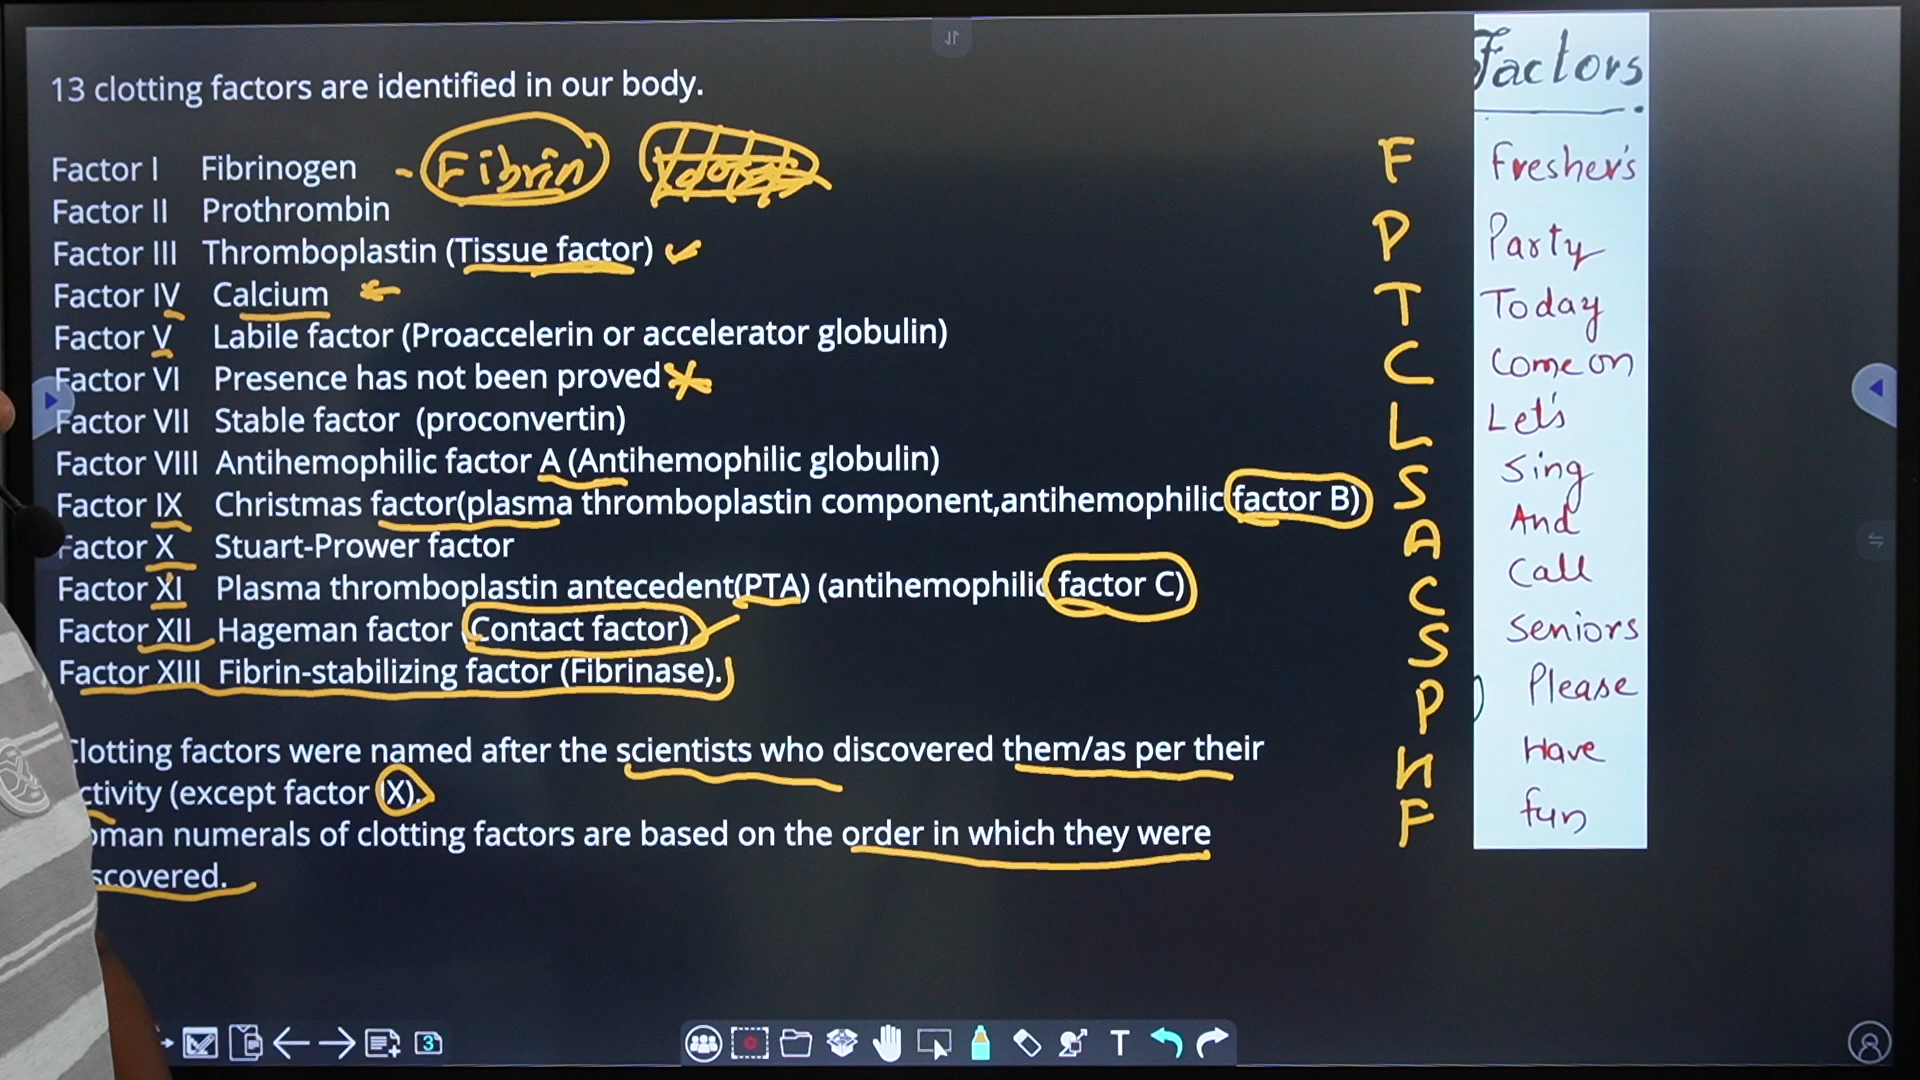 13 clotting factors are identified in our body.
Factor I Fibrinogen - Fibrin
Factor II Prothrombin
Factor III Thromboplastin (Tissue factor)
Factor IV Calcium
Factor V Labile factor (Proaccelerin or accelerator globulin)
Factor VI Presence has not been proved
Factor VII Stable factor (proconvertin)
Factor VIII Antihemophilic factor A (Antihemophilic globulin)
Factor IX Christmas factor(plasma thromboplastin component,antihemophilic factor B)
Factor X Stuart-Prower factor
Factor XI Plasma thromboplastin antecedent(PTA) (antihemophilic factor C)
Factor XII Hageman factor (Contact factor)
Factor XIII Fibrin-stabilizing factor (Fibrinase).
lotting factors were named after the scientists who discovered them/as per their
ctivity (except factor IX).
oman numerals of clotting factors are based on the order in which they were
scovered.
F
P
T
C
L
S
A
C
S
P
H
F
Factors
Fresher's
Party
Today
Come on
Let's
Sing
And
Call
Seniors
Please
Have
fun
3
T